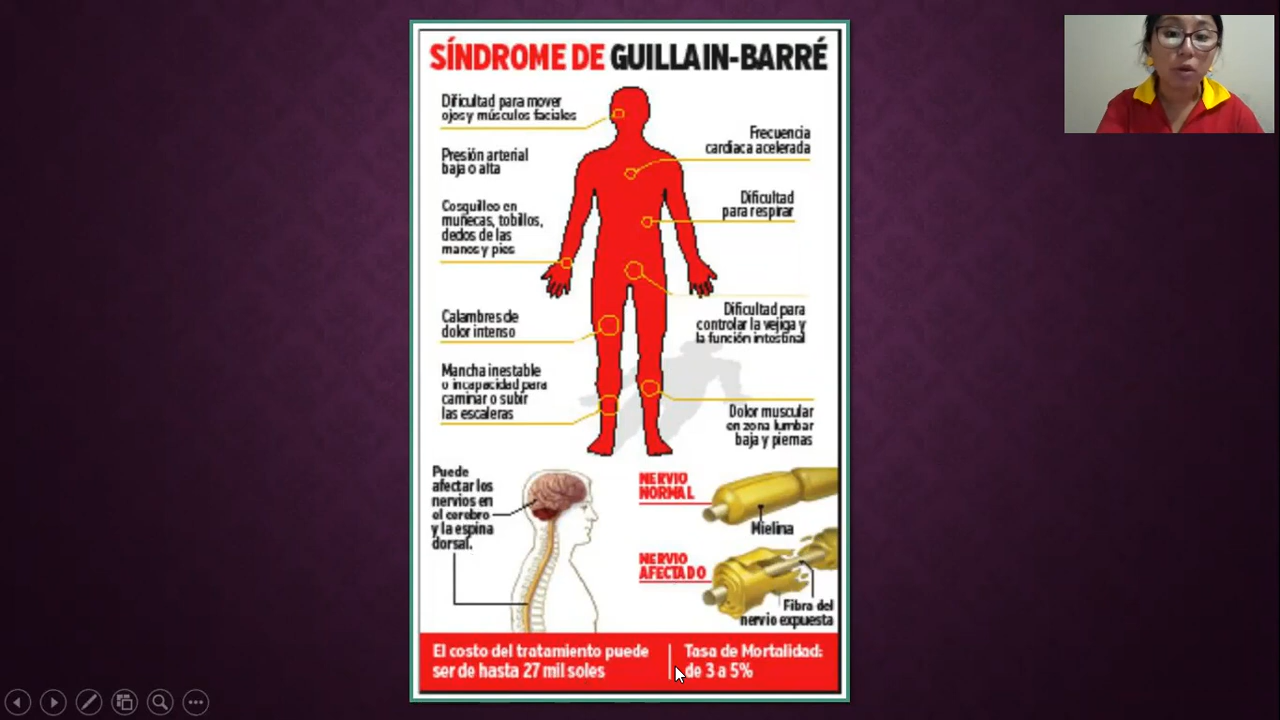 SÍNDROME DE GUILLAIN-BARRÉ
Dificultad para mover
ojos y músculos faciales
Presión arterial
baja o alta
Cosquilleo en
muñecas, tobillos,
dedos de las
manos y pies
Calambres de
dolor intenso
Mancha inestable
o incapacidad para
caminar o subir
las escaleras
Frecuencia
cardiaca acelerada
Dificultad
para respirar
Dificultad para
controlar la vejiga y
la función intestinal
Dolor muscular
en zona lumbar
baja y piernas
Puede
afectar los
nervios en
el cerebro
y la espina
dorsal.
NERVIO
NORMAL
Mielina
NERVIO
AFECTADO
Fibra del
nervio expuesta
El costo del tratamiento puede
ser de hasta 27 mil soles
Tasa de Mortalidad:
de 3 a 5%